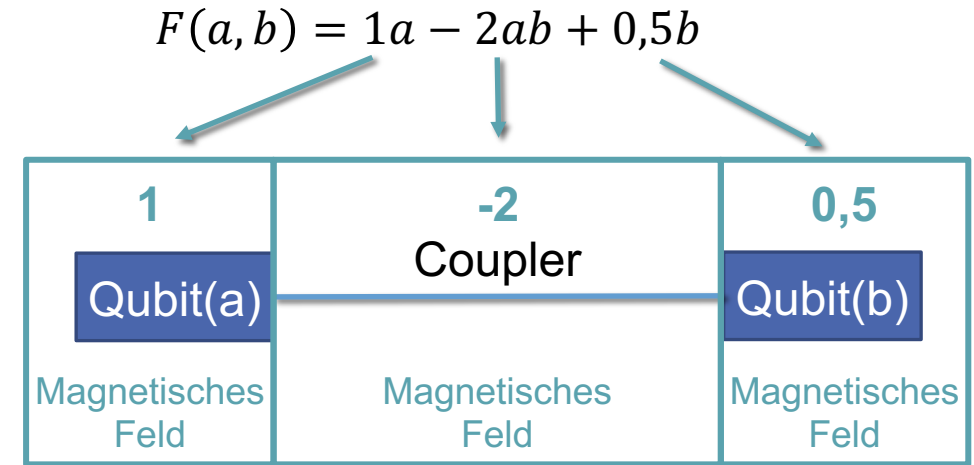 F(a, b) = 1a − 2ab + 0,5b
1
-2
0,5
Coupler
Qubit(a)
Qubit(b)
Magnetisches
Feld
Magnetisches
Feld
Magnetisches
Feld